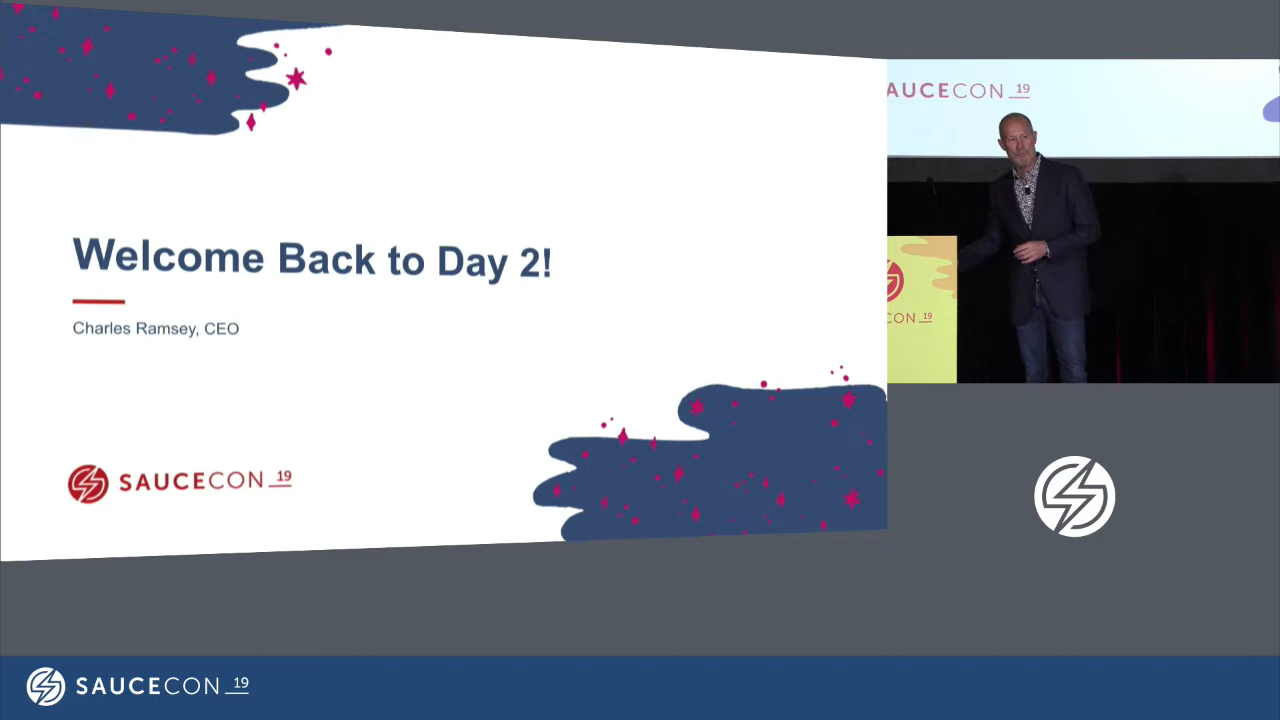 Welcome Back to Day 2!
Charles Ramsey, CEO
SAUCECON 19
AUCECON 19
CON 19
SAUCECON 19